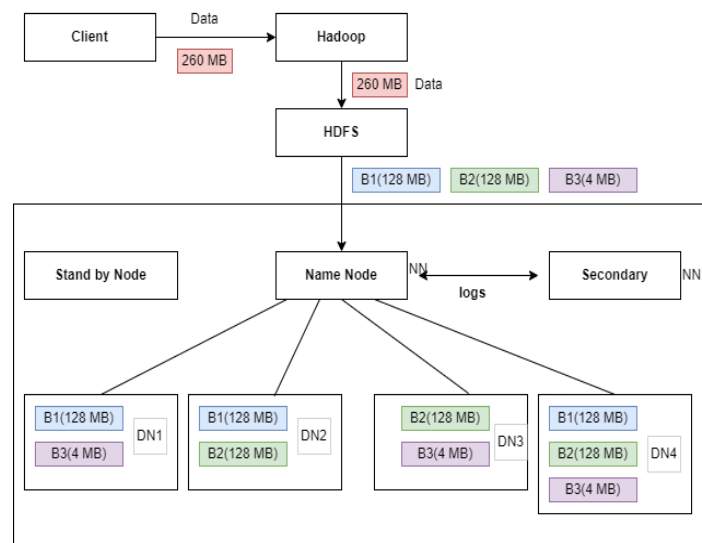 Data
Client
Hadoop
260 MB
260 MB Data
HDFS
B1(128 MB) B2(128 MB) B3(4 MB)
Stand by Node
Name Node
NN
Secondary
NN
logs
B1(128 MB)
B3(4 MB)
DN1
B1(128 MB)
B2(128 MB)
DN2
B2(128 MB)
B3(4 MB)
DN3
B1(128 MB)
B2(128 MB)
B3(4 MB)
DN4